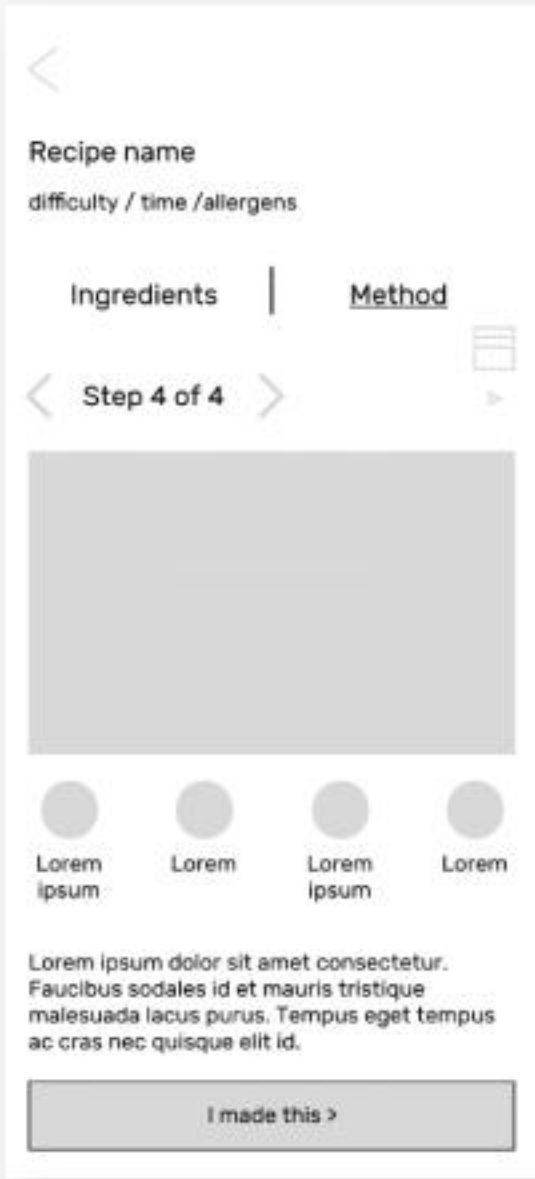 Recipe name
difficulty / time /allergens
Ingredients | Method
Step 4 of 4
Lorem ipsum
Lorem
Lorem ipsum
Lorem
Lorem ipsum dolor sit amet consectetur.
Faucibus sodales id et mauris tristique
malesuada lacus purus. Tempus eget tempus
ac cras nec quisque elit id.
I made this >